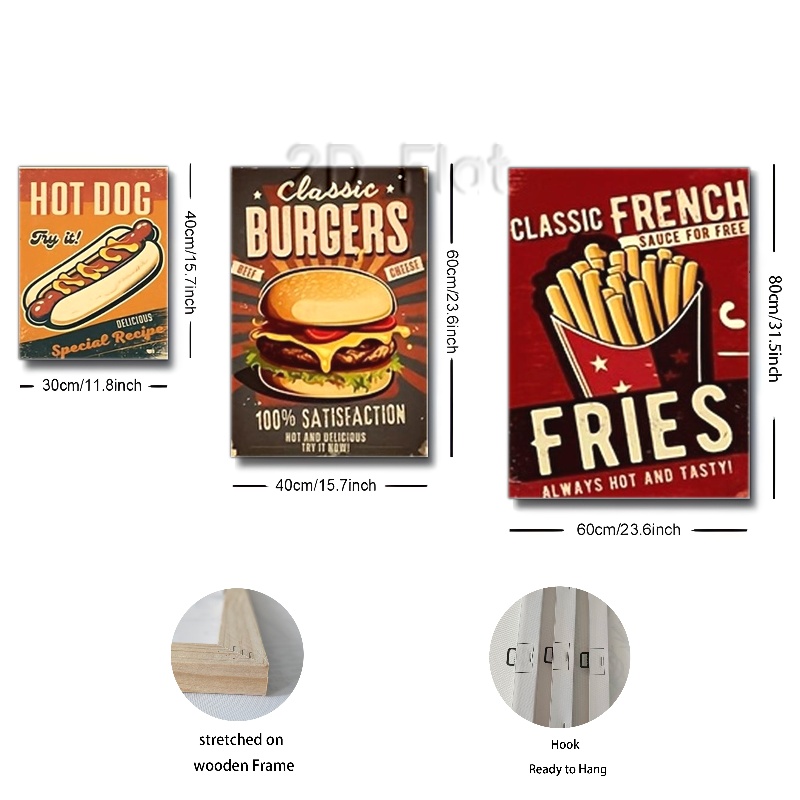 2D Flat
HOT DOG
Try it!
DELICIOUS
Special Recipe
40cm/15.7inch
30cm/11.8inch
Classic
BURGERS
BEEF
CHEESE
100% SATISFACTION
HOT AND DELICIOUS
TRY IT NOW!
60cm/23.6inch
40cm/15.7inch
CLASSIC FRENCH
SAUCE FOR FREE
C
FRIES
ALWAYS HOT AND TASTY!
80cm/31.5inch
60cm/23.6inch
stretched on
wooden Frame
Hook
Ready to Hang